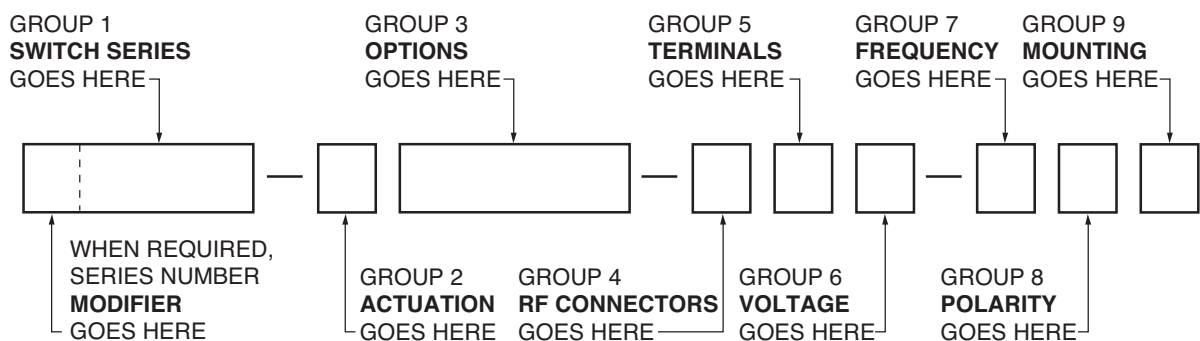 GROUP 1
SWITCH SERIES
GOES HERE
GROUP 3
OPTIONS
GOES HERE
GROUP 5
TERMINALS
GOES HERE
GROUP 7
FREQUENCY
GOES HERE
GROUP 9
MOUNTING
GOES HERE
WHEN REQUIRED,
SERIES NUMBER
MODIFIER
GOES HERE
GROUP 2
ACTUATION
GOES HERE
GROUP 4
RF CONNECTORS
GOES HERE
GROUP 6
VOLTAGE
GOES HERE
GROUP 8
POLARITY
GOES HERE